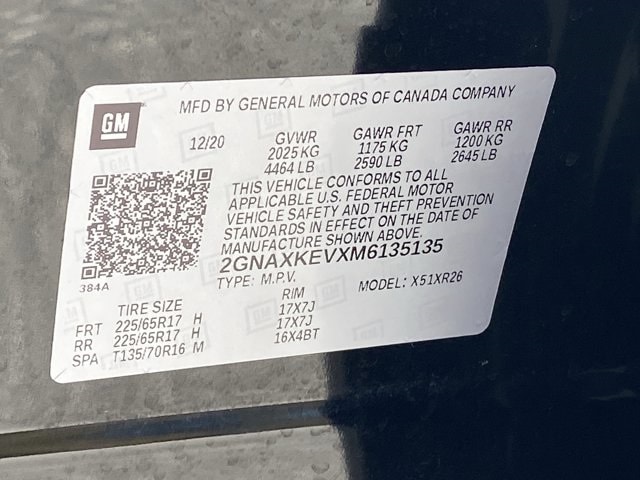 GM
MFD BY GENERAL MOTORS OF CANADA COMPANY
12/20 GVWR GAWR FRT GAWR RR
2025 KG 1175 KG 1200 KG
4464 LB 2590 LB 2645 LB
THIS VEHICLE CONFORMS TO ALL
APPLICABLE U.S. FEDERAL MOTOR
VEHICLE SAFETY AND THEFT PREVENTION
STANDARDS IN EFFECT ON THE DATE OF
MANUFACTURE SHOWN ABOVE.
2GNAXKEVXM6135135
384A TYPE: M.P.V. MODEL: X51XR26
TIRE SIZE RIM
FRT 225/65R17 H 17X7J
RR 225/65R17 H 17X7J
SPA T135/70R16 M 16X4BT